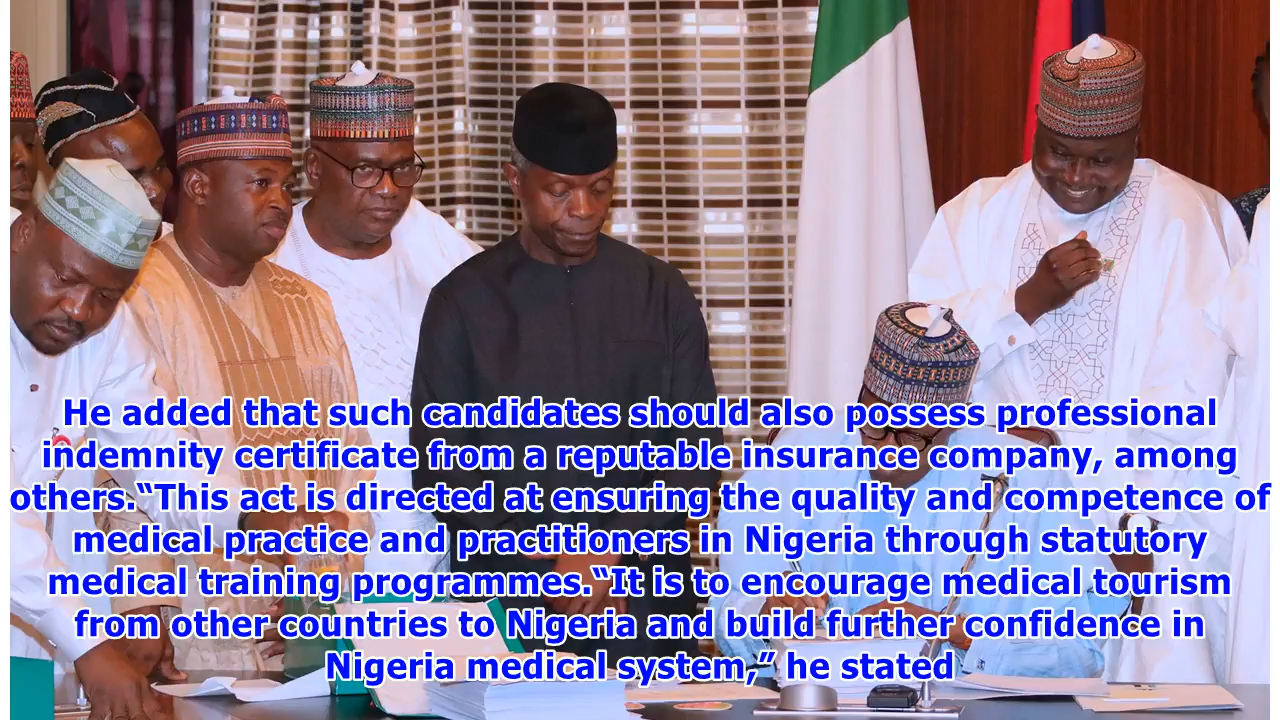 He added that such candidates should also possess professional
indemnity certificate from a reputable insurance company, among
others.“This act is directed at ensuring the quality and competence of
medical practice and practitioners in Nigeria through statutory
medical training programmes.“It is to encourage medical tourism
from other countries to Nigeria and build further confidence in
Nigeria medical system,” he stated